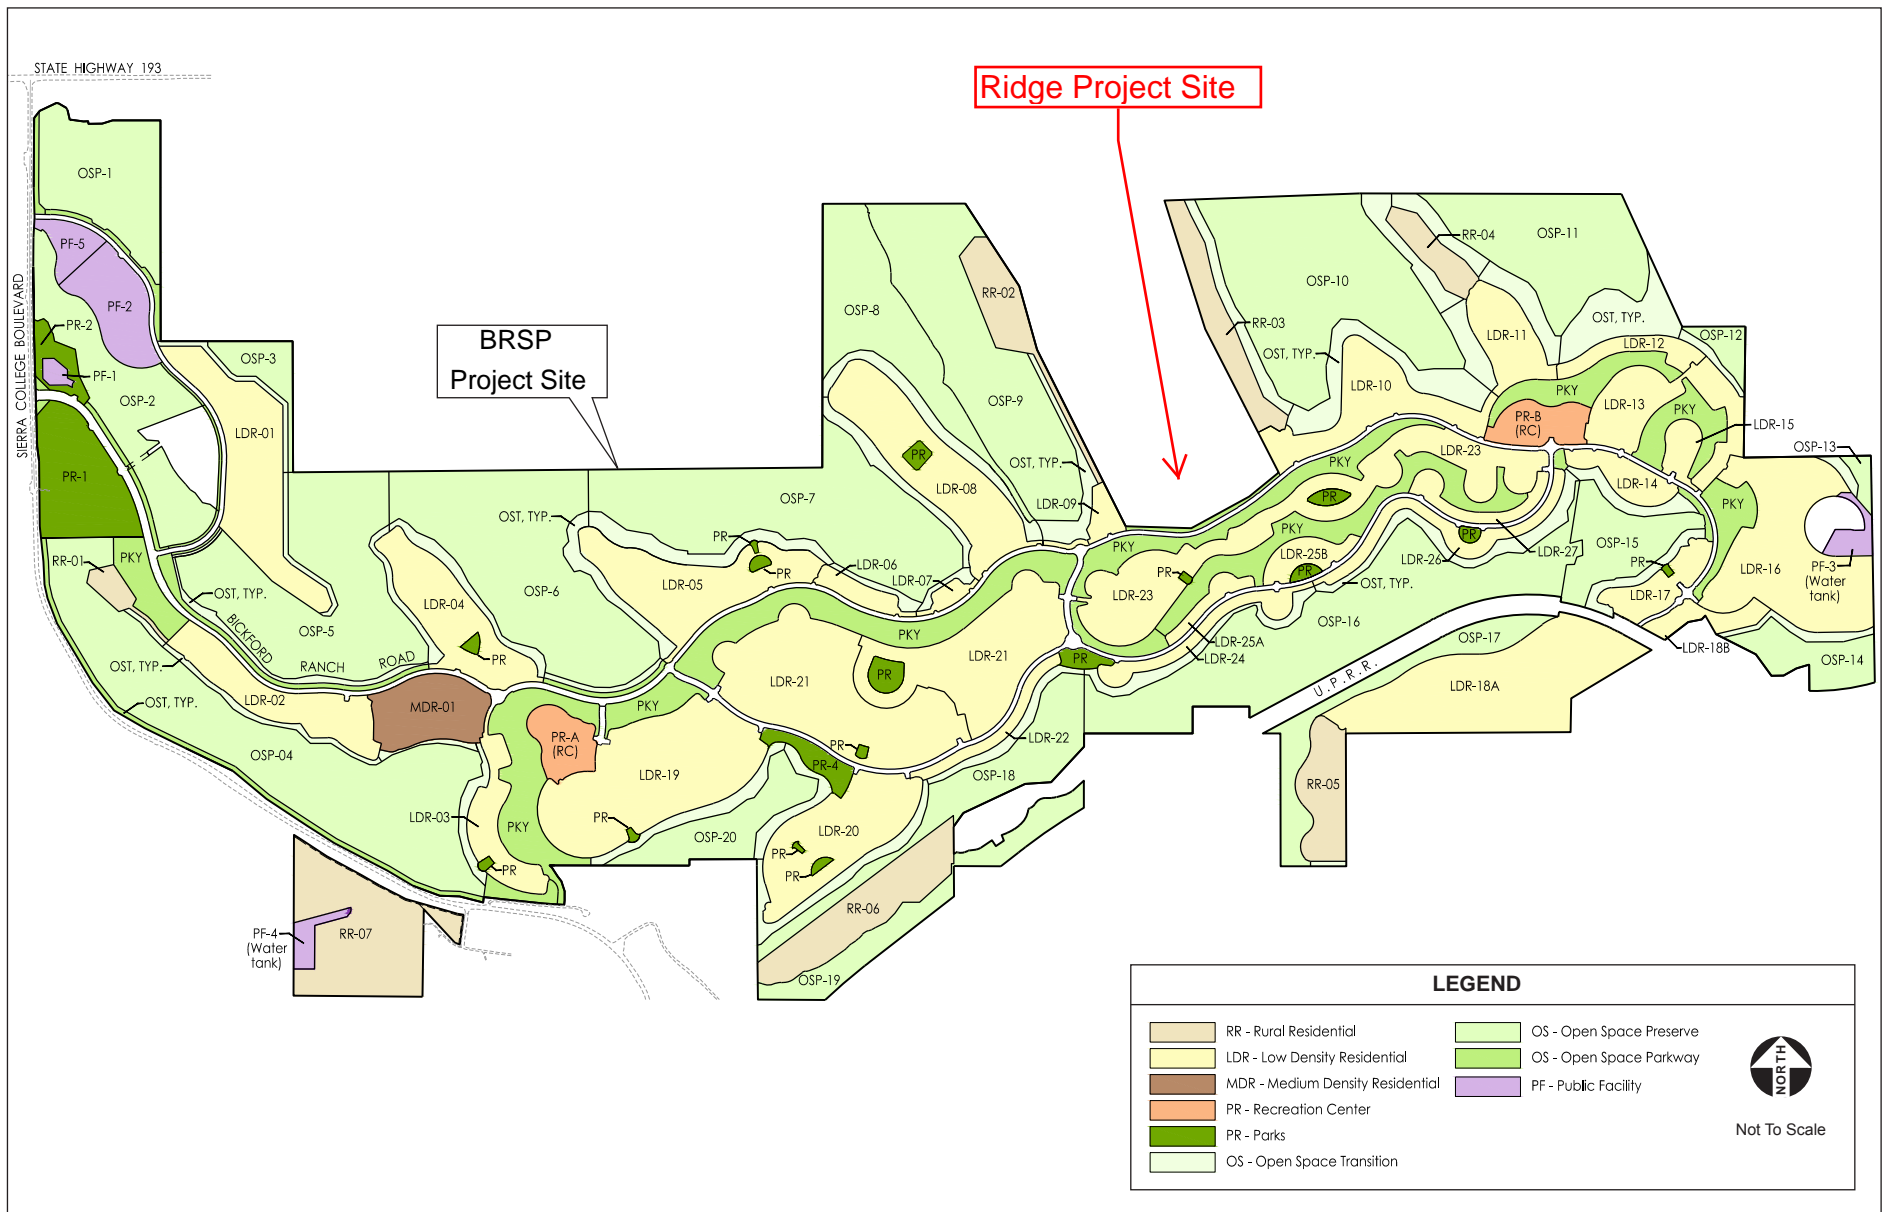 STATE HIGHWAY 193
Ridge Project Site
OSP-1
SIERRA COLLEGE BOULEVARD
PF-5
PF-2
PR-2
PF-1
OSP-2
OSP-3
LDR-01
PR-1
BRSP
Project Site
OSP-8
RR-02
OSP-9
RR-03
RR-04
OSP-10
OSP-11
OST, TYP.
OST, TYP.
LDR-11
LDR-12
OSP-12
LDR-10
PKY
LDR-13
PKY
LDR-15
PR-B
(RC)
OSP-13
LDR-23
PKY
PR
LDR-08
OST, TYP.
LDR-09
LDR-14
PKY
PR
OSP-7
OST, TYP.
PR
PR
LDR-06
LDR-07
LDR-05
PKY
PKY
LDR-25B
PR
PR
LDR-26
LDR-27
OSP-15
PR
LDR-16
PF-3
(Water
tank)
RR-01
PKY
OST, TYP.
BICKFORD
RANCH
ROAD
OSP-5
LDR-04
OSP-6
PR
LDR-23
PR
OST, TYP.
LDR-17
OSP-16
OSP-17
LDR-18B
OSP-14
LDR-25A
LDR-24
PR
U.P.R.R.
LDR-18A
OST, TYP.
OST, TYP.
LDR-02
MDR-01
PKY
LDR-21
PR
LDR-21
PKY
OSP-04
PR-A
(RC)
LDR-19
PR
PR-4
LDR-22
OSP-18
RR-05
LDR-03
PKY
PR
OSP-20
LDR-20
PR
PR
PR
RR-06
OSP-19
PF-4
(Water
tank)
RR-07
LEGEND
RR - Rural Residential
LDR - Low Density Residential
MDR - Medium Density Residential
PR - Recreation Center
PR - Parks
OS - Open Space Transition
OS - Open Space Preserve
OS - Open Space Parkway
PF - Public Facility
NORTH
Not To Scale